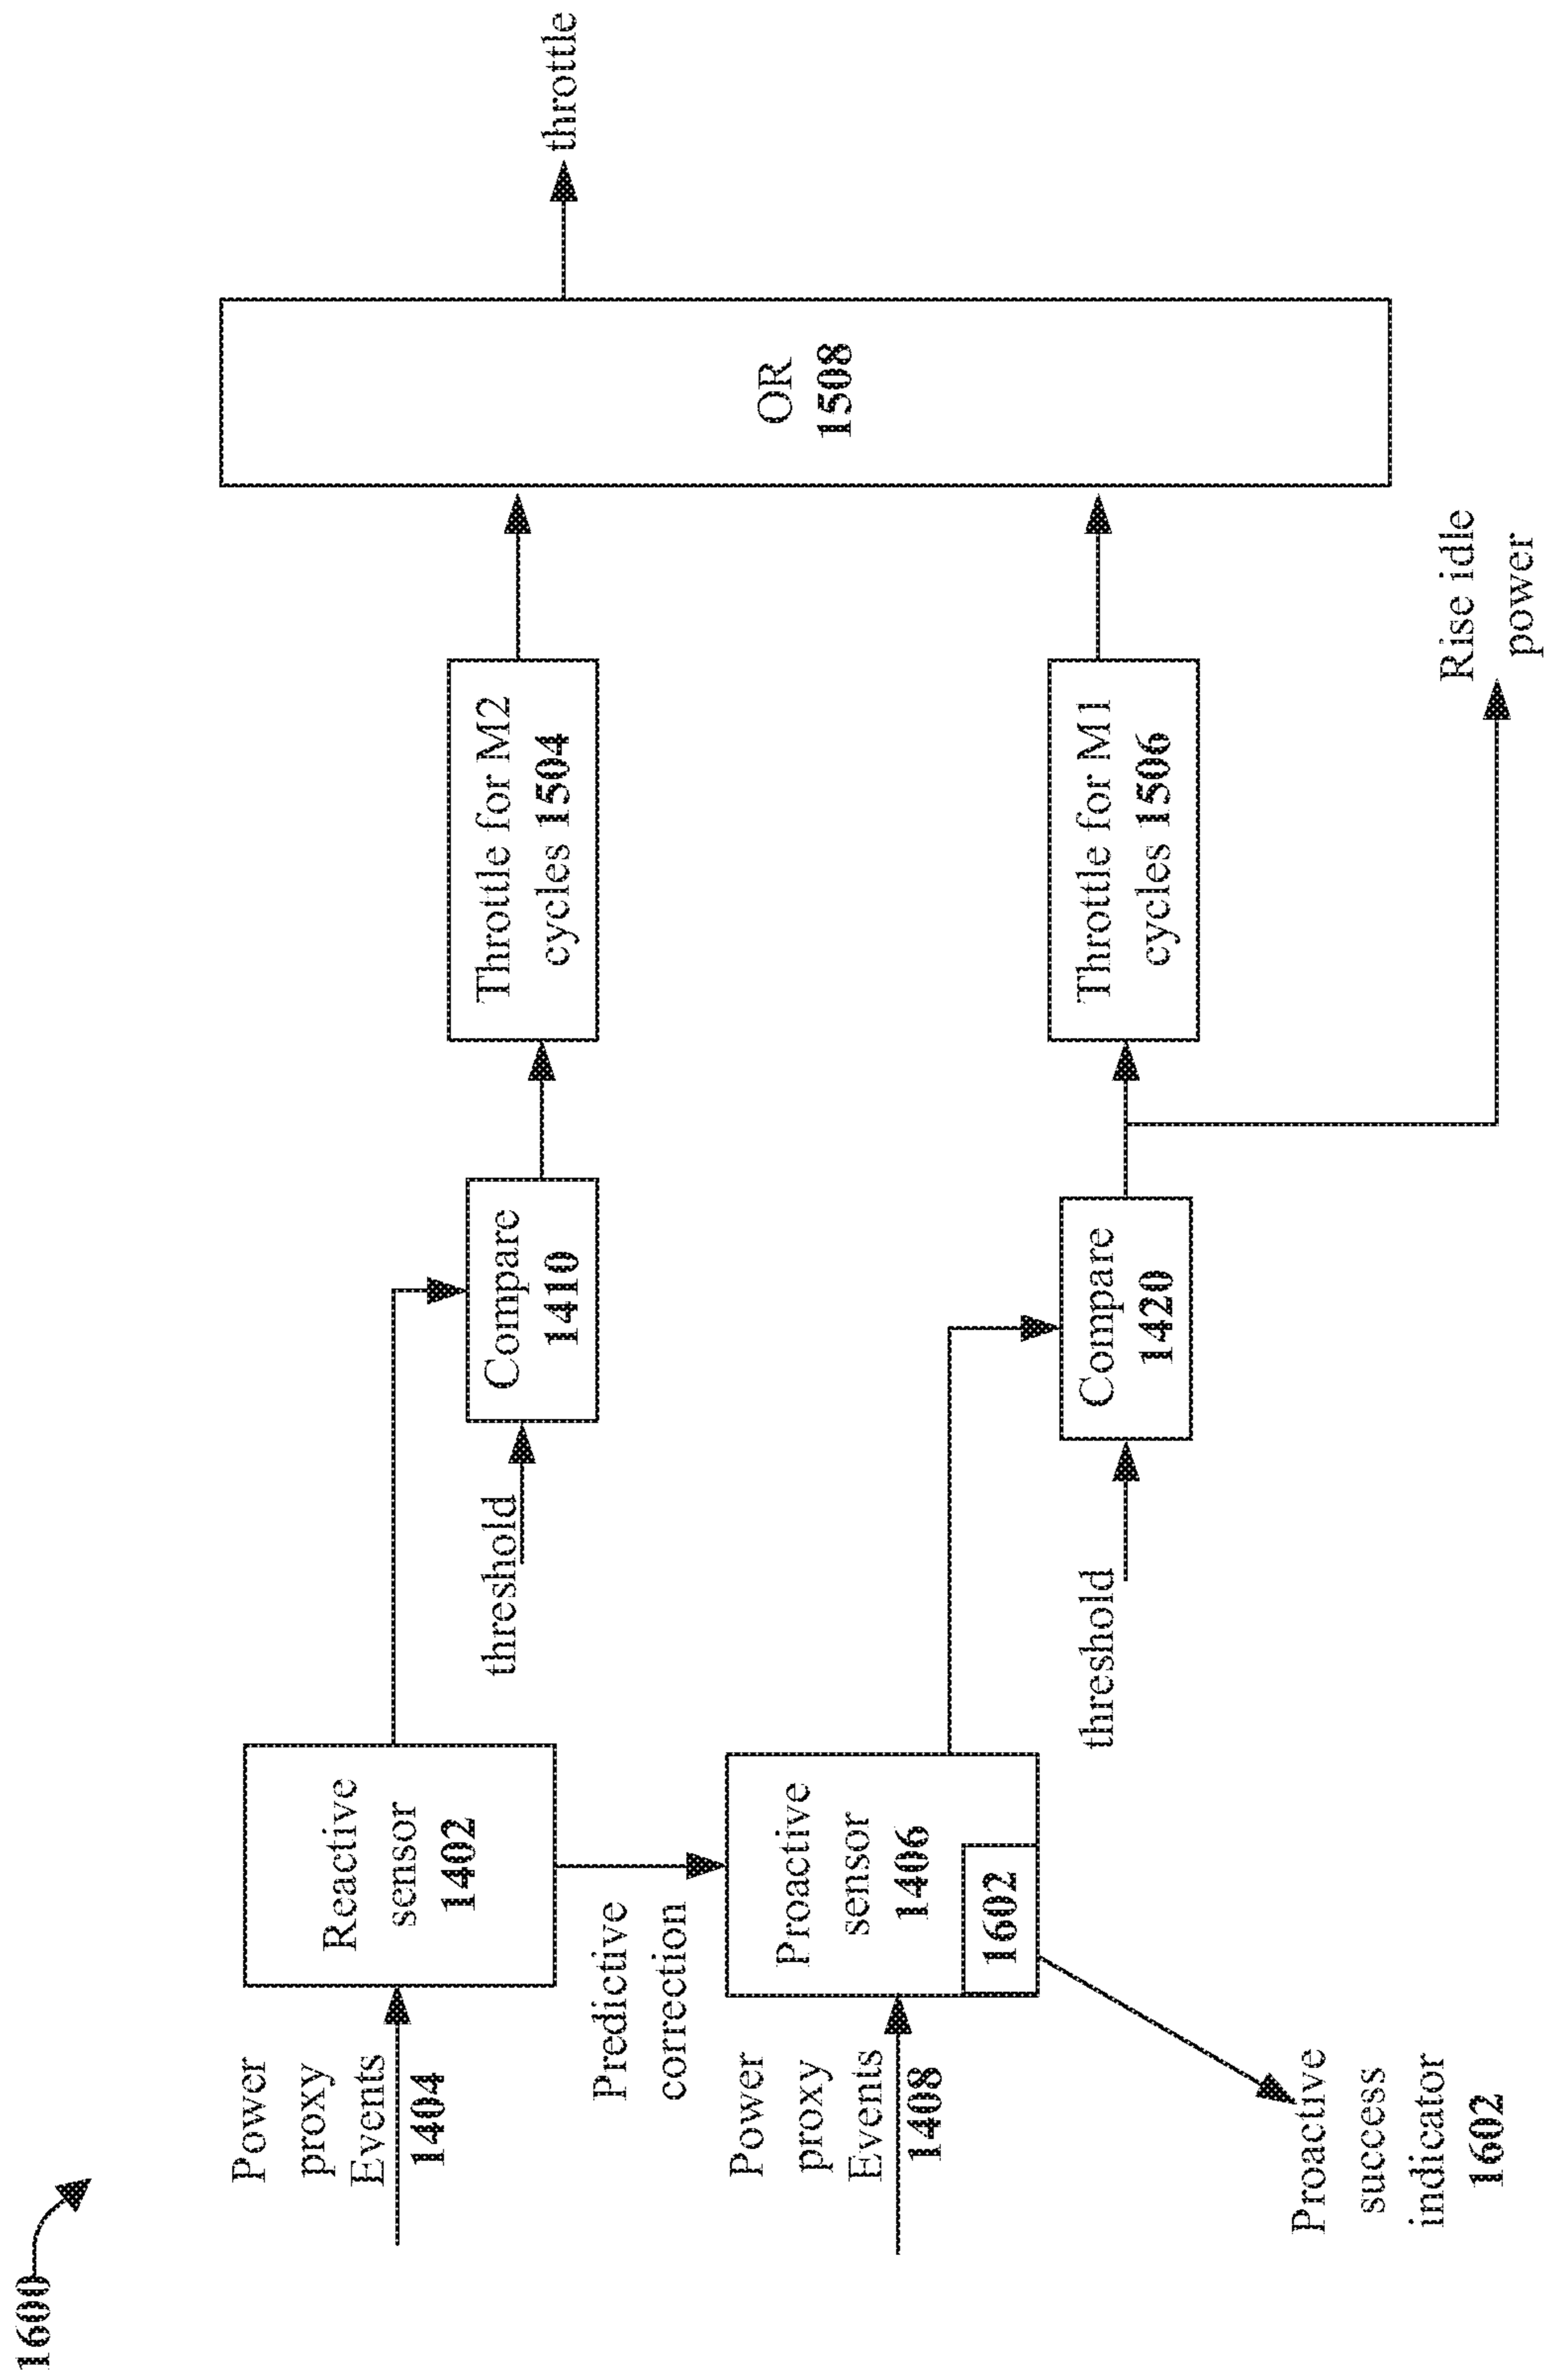 1600
Power
proxy
Events
1404
Reactive
sensor
1402
threshold
Compare
1410
Throttle for M2
cycles 1504
OR
1508
throttle
Predictive
correction
Power
proxy
Events
1408
Proactive
sensor
1406
1602
threshold
Compare
1420
Throttle for M1
cycles 1506
Rise idle
power
Proactive
success
indicator
1602